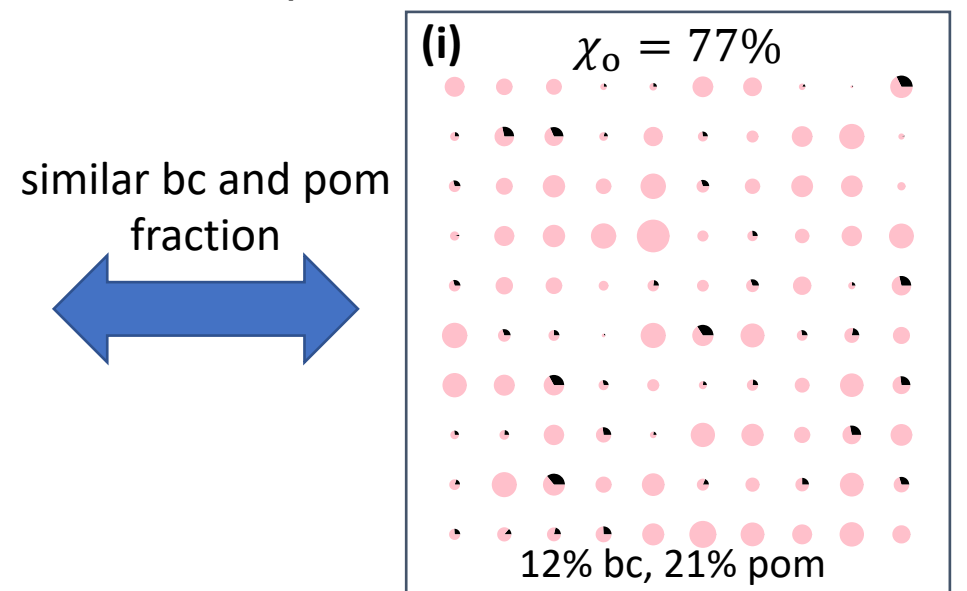 (i)
χₒ = 77%
similar bc and pom
fraction
12% bc, 21% pom